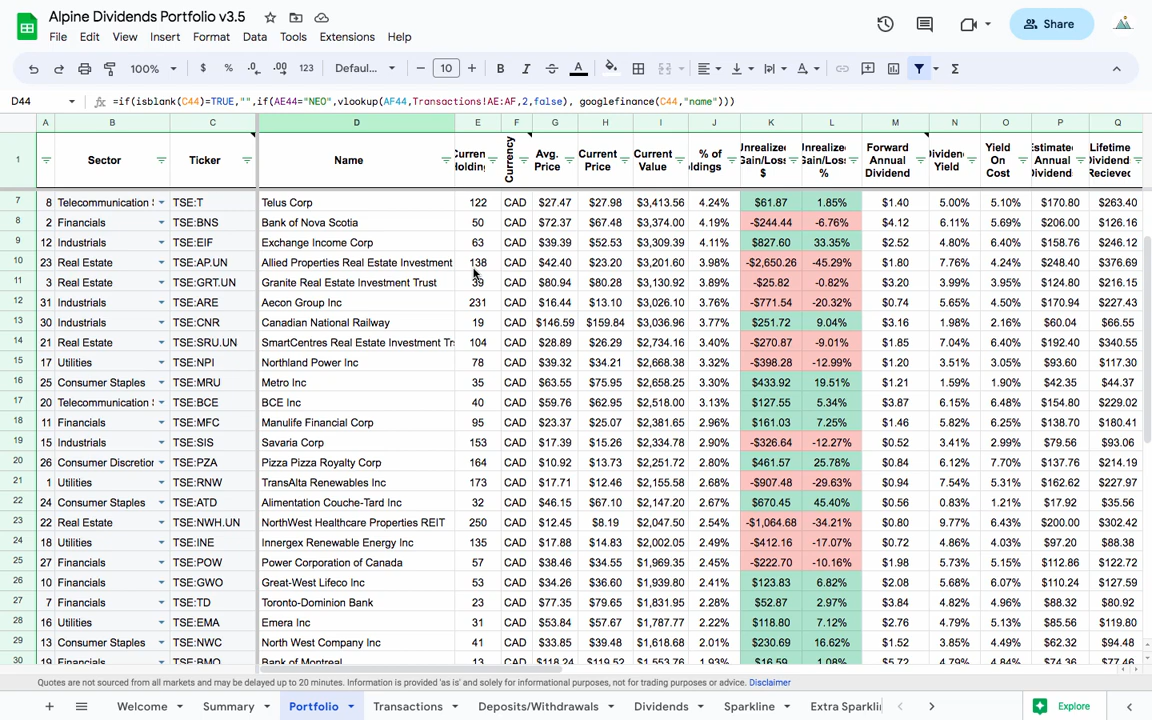 Alpine Dividends Portfolio v3.5
File Edit View Insert Format Data Tools Extensions Help
Share
100% $ % .0 .00 123 Defaul... − 10 + B I A Σ
D44 fx =if(isblank(C44)=TRUE,"",if(AE44="NEO",vlookup(AF44,Transactions!AE:AF,2,false), googlefinance(C44,"name")))
A B C D E F G H I J K L M N O P Q
1 Sector Ticker Name Currency Avg. Price Current Price Current Value % of $ % Forward Annual Dividend Yield Yield On Cost Annual Lifetime
7 8 Telecommunication TSE:T Telus Corp 122 CAD $27.47 $27.98 $3,413.56 4.24% $61.87 1.85% $1.40 5.00% 5.10% $170.80 $263.40
8 2 Financials TSE:BNS Bank of Nova Scotia 50 CAD $72.37 $67.48 $3,374.00 4.19% -$244.44 -6.76% $4.12 6.11% 5.69% $206.00 $126.16
9 12 Industrials TSE:EIF Exchange Income Corp 63 CAD $39.39 $52.53 $3,309.39 4.11% $827.60 33.35% $2.52 4.80% 6.40% $158.76 $246.12
10 23 Real Estate TSE:AP.UN Allied Properties Real Estate Investment 138 CAD $42.40 $23.20 $3,201.60 3.98% -$2,650.26 -45.29% $1.80 7.76% 4.24% $248.40 $376.69
11 3 Real Estate TSE:GRT.UN Granite Real Estate Investment Trust 39 CAD $80.94 $80.28 $3,130.92 3.89% -$25.82 -0.82% $3.20 3.99% 3.95% $124.80 $216.15
12 31 Industrials TSE:ARE Aecon Group Inc 231 CAD $16.44 $13.10 $3,026.10 3.76% -$771.54 -20.32% $0.74 5.65% 4.50% $170.94 $227.43
13 30 Industrials TSE:CNR Canadian National Railway 19 CAD $146.59 $159.84 $3,036.96 3.77% $251.72 9.04% $3.16 1.98% 2.16% $60.04 $66.55
14 21 Real Estate TSE:SRU.UN SmartCentres Real Estate Investment Tr 104 CAD $28.89 $26.29 $2,734.16 3.40% -$270.87 -9.01% $1.85 7.04% 6.40% $192.40 $340.55
15 17 Utilities TSE:NPI Northland Power Inc 78 CAD $39.32 $34.21 $2,668.38 3.32% -$398.28 -12.99% $1.20 3.51% 3.05% $93.60 $117.30
16 25 Consumer Staples TSE:MRU Metro Inc 35 CAD $63.55 $75.95 $2,658.25 3.30% $433.92 19.51% $1.21 1.59% 1.90% $42.35 $44.37
17 20 Telecommunication TSE:BCE BCE Inc 40 CAD $59.76 $62.95 $2,518.00 3.13% $127.55 5.34% $3.87 6.15% 6.48% $154.80 $229.02
18 11 Financials TSE:MFC Manulife Financial Corp 95 CAD $23.37 $25.07 $2,381.65 2.96% $161.03 7.25% $1.46 5.82% 6.25% $138.70 $180.41
19 15 Industrials TSE:SIS Savaria Corp 153 CAD $17.39 $15.26 $2,334.78 2.90% -$326.64 -12.27% $0.52 3.41% 2.99% $79.56 $93.06
20 26 Consumer Discretion TSE:PZA Pizza Pizza Royalty Corp 164 CAD $10.92 $13.73 $2,251.72 2.80% $461.57 25.78% $0.84 6.12% 7.70% $137.76 $214.19
21 1 Utilities TSE:RNW TransAlta Renewables Inc 173 CAD $17.71 $12.46 $2,155.58 2.68% -$907.48 -29.63% $0.94 7.54% 5.31% $162.62 $227.97
22 24 Consumer Staples TSE:ATD Alimentation Couche-Tard Inc 32 CAD $46.15 $67.10 $2,147.20 2.67% $670.45 45.40% $0.56 0.83% 1.21% $17.92 $35.56
23 22 Real Estate TSE:NWH.UN NorthWest Healthcare Properties REIT 250 CAD $12.45 $8.19 $2,047.50 2.54% -$1,064.68 -34.21% $0.80 9.77% 6.43% $200.00 $302.42
24 18 Utilities TSE:INE Innergex Renewable Energy Inc 135 CAD $17.88 $14.83 $2,002.05 2.49% -$412.16 -17.07% $0.72 4.86% 4.03% $97.20 $88.38
25 27 Financials TSE:POW Power Corporation of Canada 57 CAD $38.46 $34.55 $1,969.35 2.45% -$222.70 -10.16% $1.98 5.73% 5.15% $112.86 $122.72
26 10 Financials TSE:GWO Great-West Lifeco Inc 53 CAD $34.26 $36.60 $1,939.80 2.41% $123.83 6.82% $2.08 5.68% 6.07% $110.24 $127.59
27 7 Financials TSE:TD Toronto-Dominion Bank 23 CAD $77.35 $79.65 $1,831.95 2.28% $52.87 2.97% $3.84 4.82% 4.96% $88.32 $80.92
28 16 Utilities TSE:EMA Emera Inc 31 CAD $53.84 $57.67 $1,787.77 2.22% $118.80 7.12% $2.76 4.79% 5.13% $85.56 $119.80
29 13 Consumer Staples TSE:NWC North West Company Inc 41 CAD $33.85 $39.48 $1,618.68 2.01% $230.69 16.62% $1.52 3.85% 4.49% $62.32 $94.48
30 19 Financials TSE:BMO Bank of Montreal 13 CAD $118.24 $119.52 $1,553.76 1.93% $16.59 1.08% $5.72 4.79% 4.84% $74.36 $77.46
Quotes are not sourced from all markets and may be delayed up to 20 minutes. Information is provided 'as is' and solely for informational purposes, not for trading purposes or advice. Disclaimer
Welcome Summary Portfolio Transactions Deposits/Withdrawals Dividends Sparkline Extra Sparkli Explore